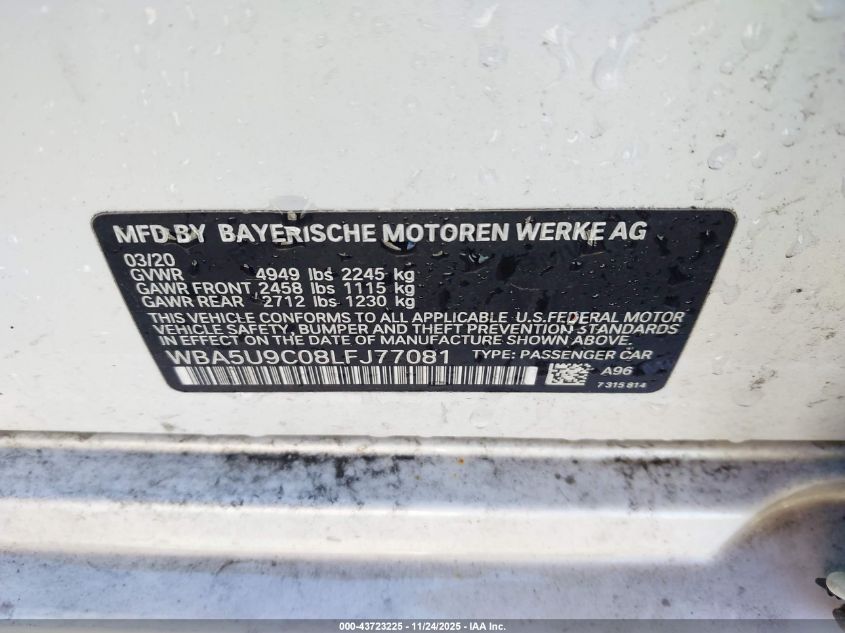 MFD BY BAYERISCHE MOTOREN WERKE AG
03/20
GVWR 4949 lbs 2245 kg
GAWR FRONT 2458 lbs 1115 kg
GAWR REAR 2712 lbs 1230 kg
THIS VEHICLE CONFORMS TO ALL APPLICABLE U.S.FEDERAL MOTOR
VEHICLE SAFETY, BUMPER, AND THEFT PREVENTION STANDARDS
IN EFFECT ON THE DATE OF MANUFACTURE SHOWN ABOVE.
WBA5U9C08LFJ77081 TYPE: PASSENGER CAR
A96
7 315 814
000-43723225 - 11/24/2025 - IAA Inc.